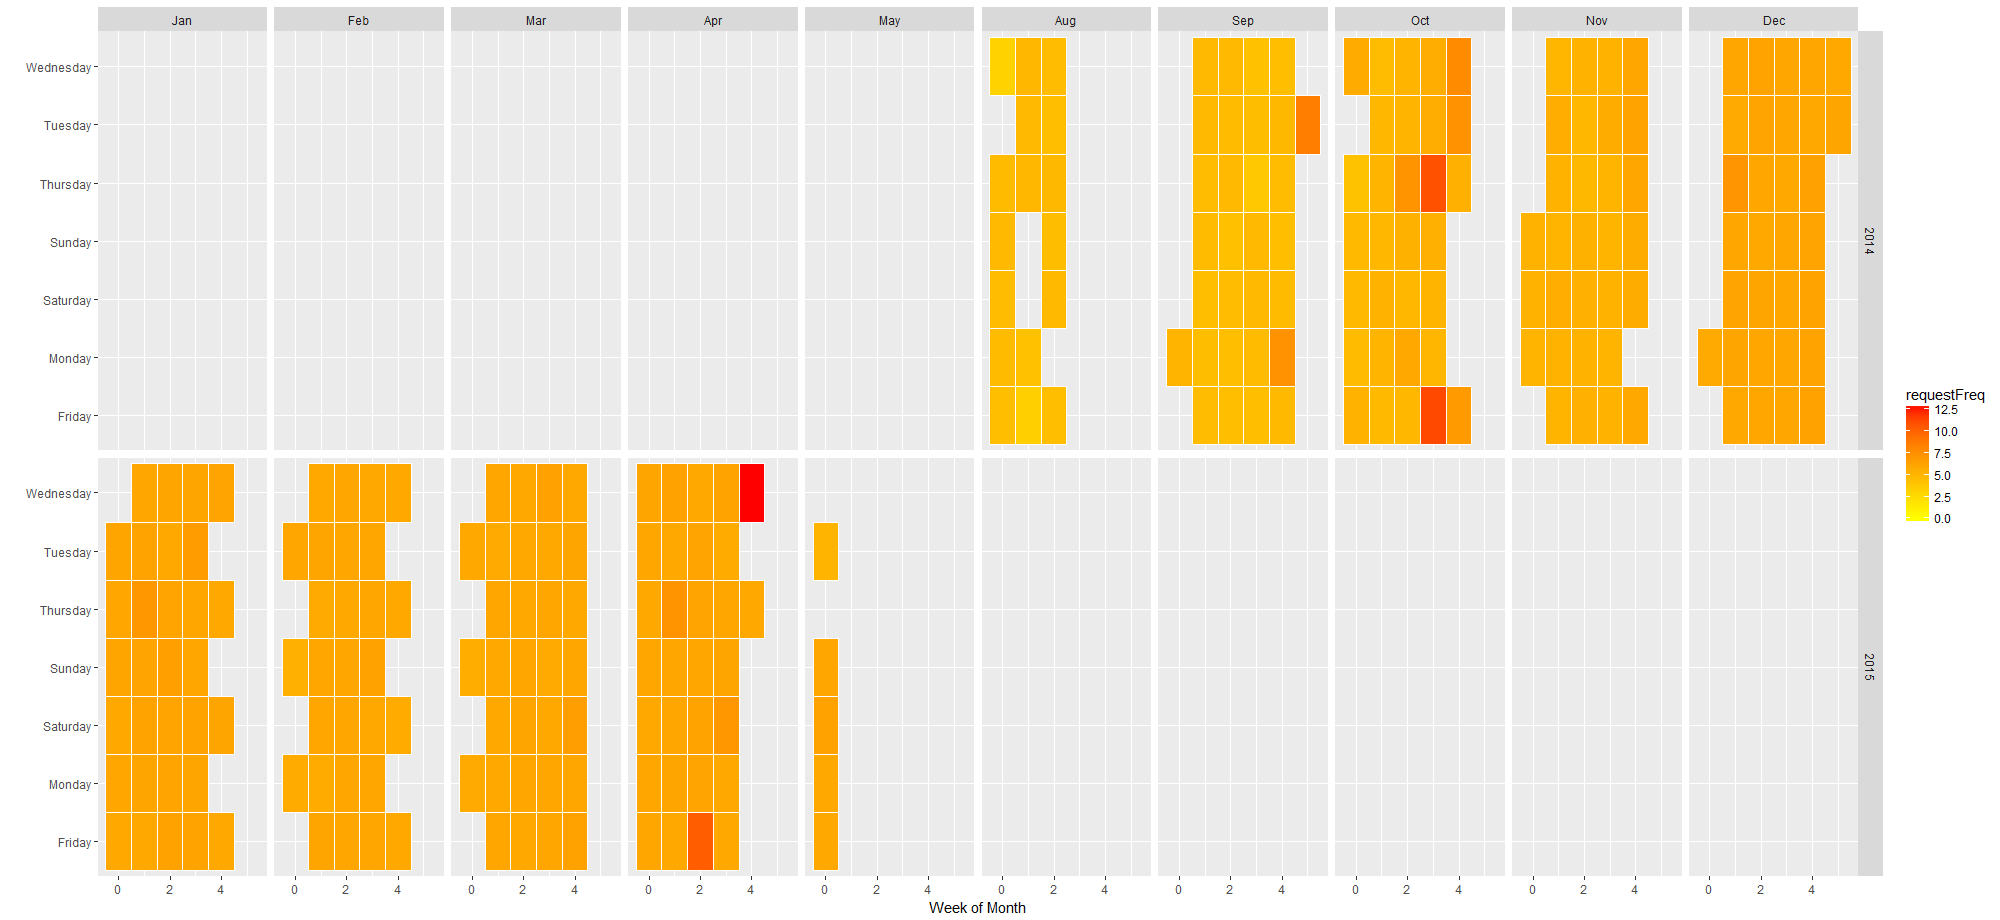 Jan Feb Mar Apr May Aug Sep Oct Nov Dec
Wednesday
Tuesday
Thursday
Sunday
Saturday
Monday
Friday
2014
Wednesday
Tuesday
Thursday
Sunday
Saturday
Monday
Friday
2015
0 2 4 0 2 4 0 2 4 0 2 4 0 2 4 0 2 4 0 2 4 0 2 4 0 2 4 0 2 4
Week of Month
requestFreq
12.5
10.0
7.5
5.0
2.5
0.0